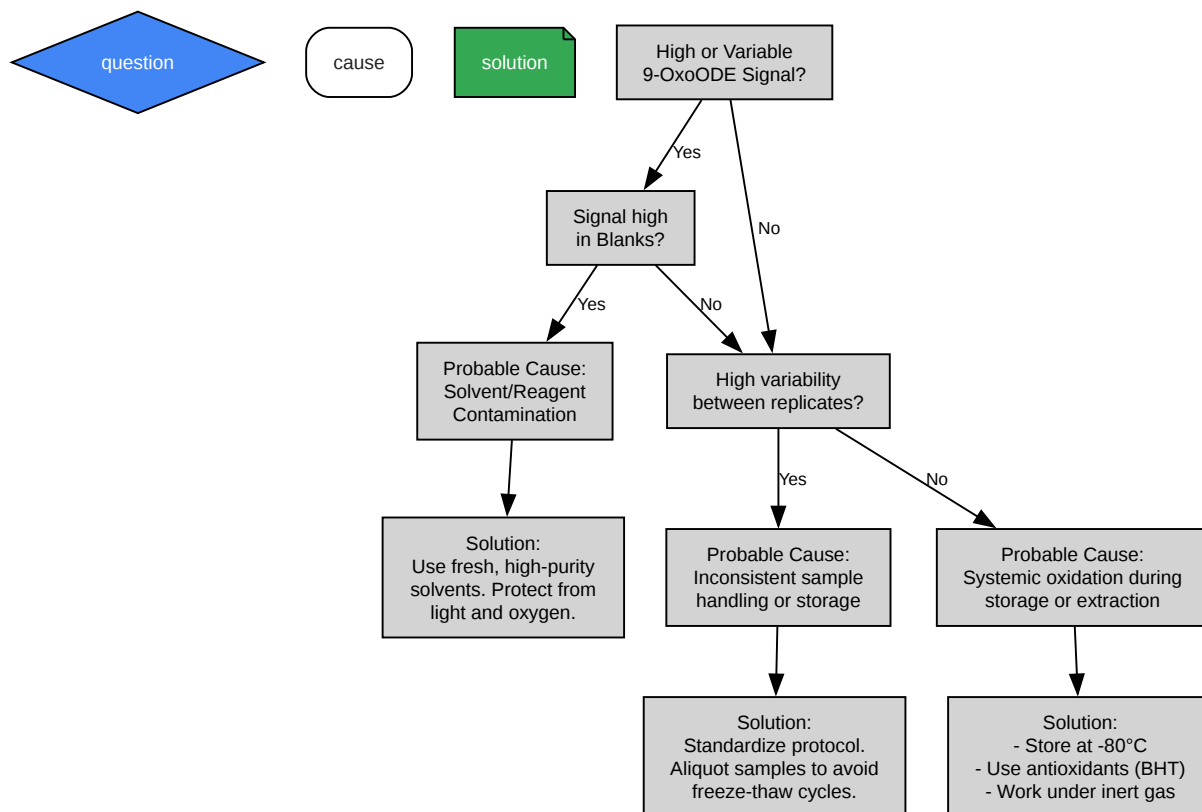 question
cause
solution
High or Variable
9-OxoODE Signal?
Yes
No
Signal high
in Blanks?
Yes
No
Probable Cause:
Solvent/Reagent
Contamination
High variability
between replicates?
Yes
No
Solution:
Use fresh, high-purity
solvents. Protect from
light and oxygen.
Probable Cause:
Inconsistent sample
handling or storage
Probable Cause:
Systemic oxidation during
storage or extraction
Solution:
Standardize protocol.
Aliquot samples to avoid
freeze-thaw cycles.
Solution:
- Store at -80°C
- Use antioxidants (BHT)
- Work under inert gas